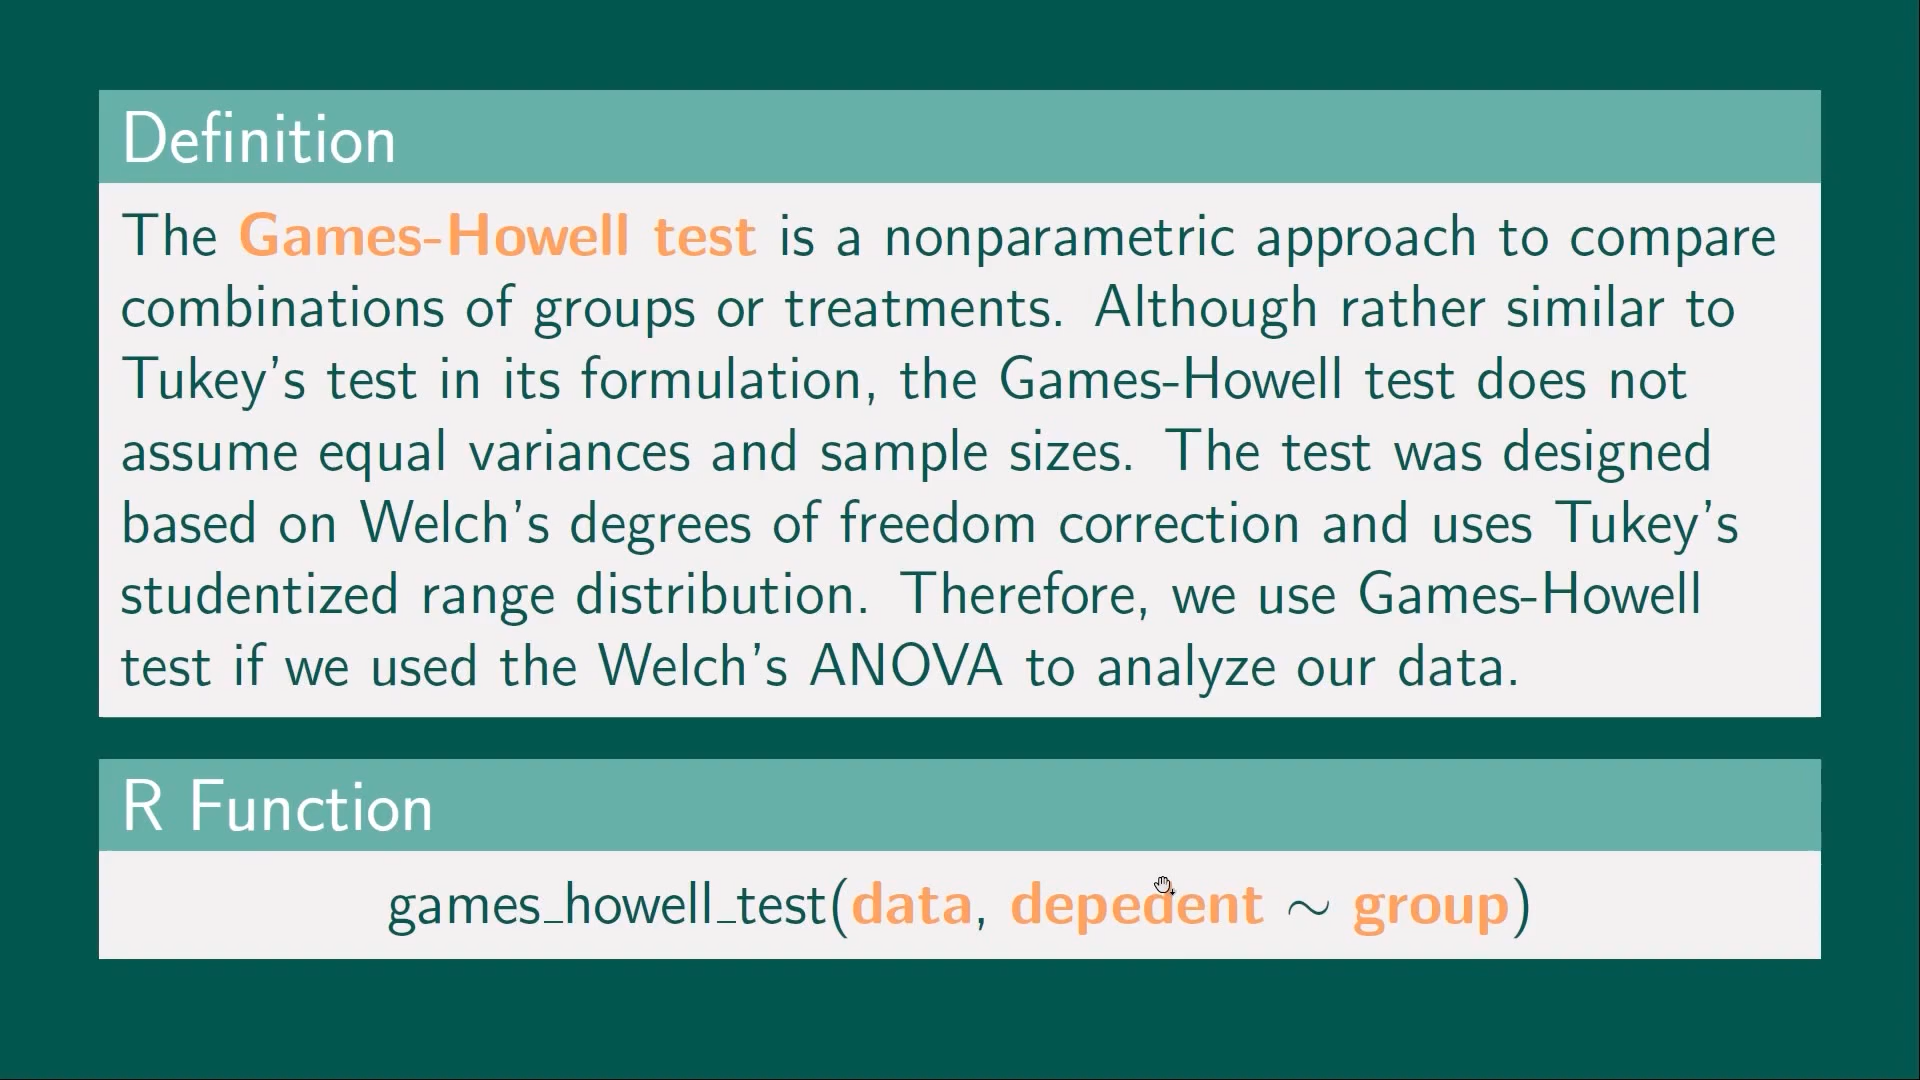 Definition
The Games-Howell test is a nonparametric approach to compare
combinations of groups or treatments. Although rather similar to
Tukey's test in its formulation, the Games-Howell test does not
assume equal variances and sample sizes. The test was designed
based on Welch's degrees of freedom correction and uses Tukey's
studentized range distribution. Therefore, we use Games-Howell
test if we used the Welch's ANOVA to analyze our data.
R Function
games_howell_test(data, depedent ∼ group)